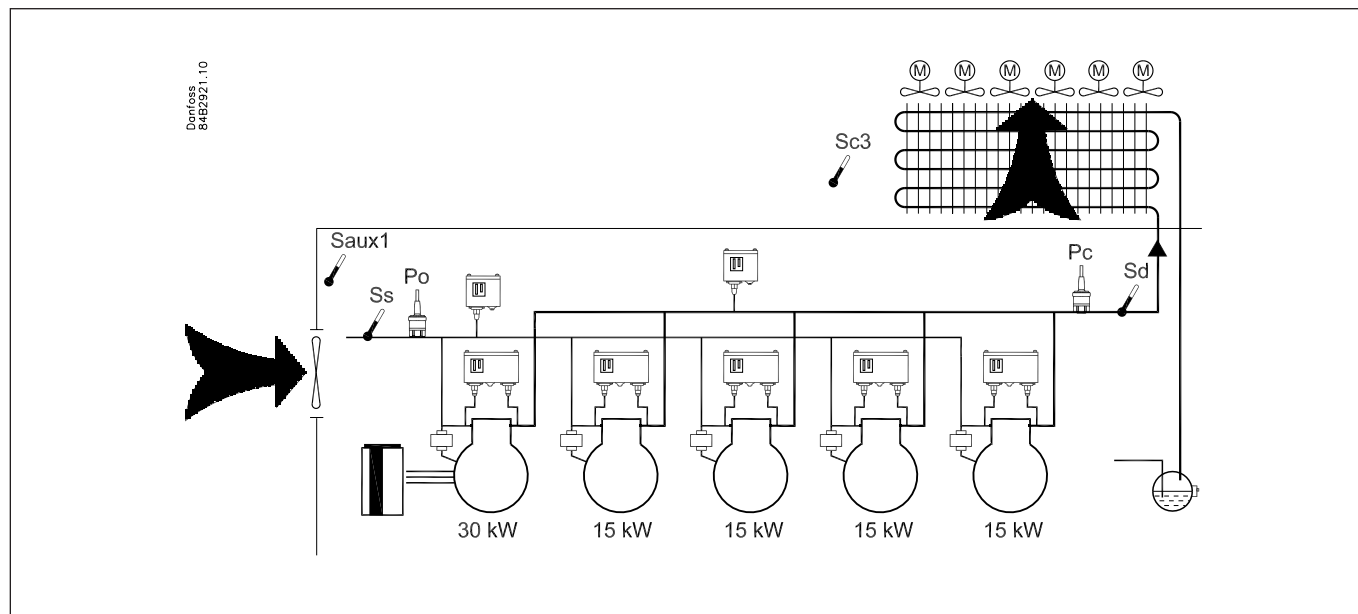 Danfoss
84B2921.10
M M M M M M
Sc3
Saux1
Po
Ss
Pc
Sd
30 kW 15 kW 15 kW 15 kW 15 kW